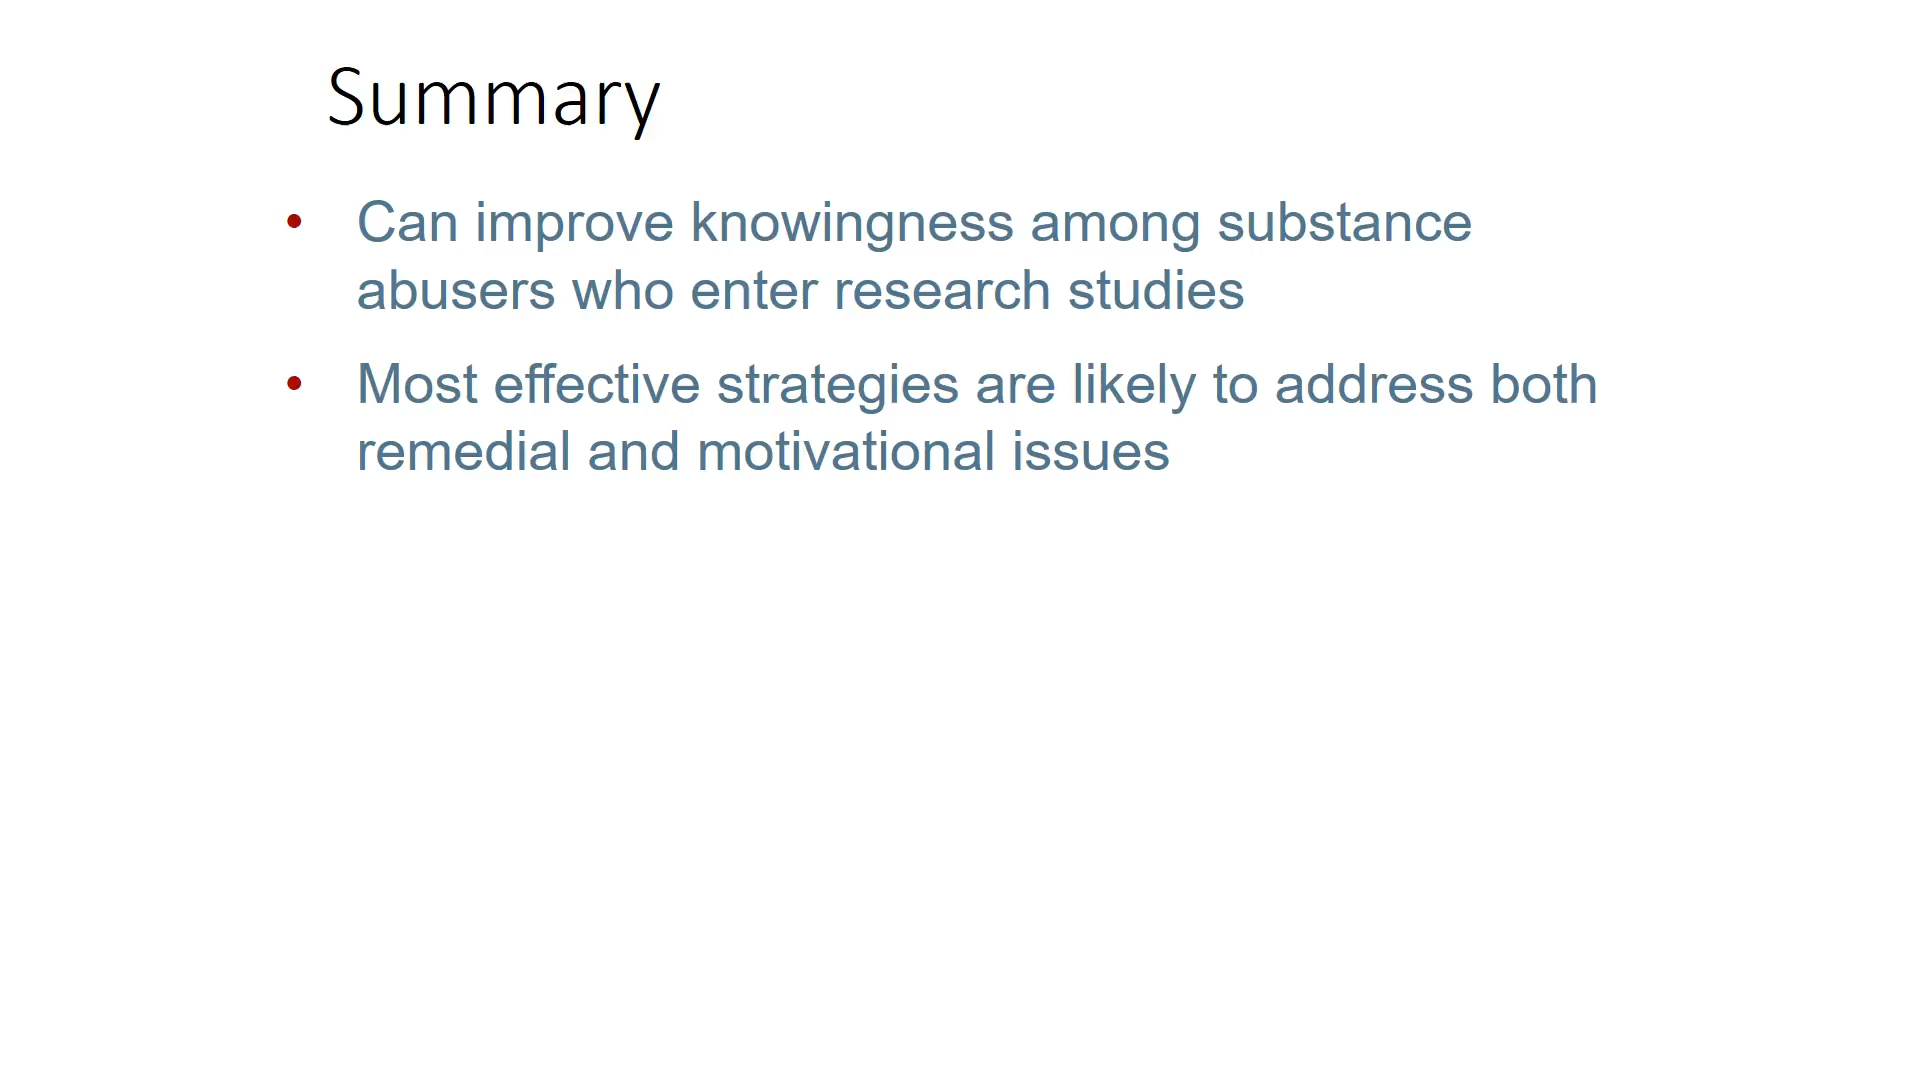 Summary
• Can improve knowingness among substance
abusers who enter research studies
• Most effective strategies are likely to address both
remedial and motivational issues